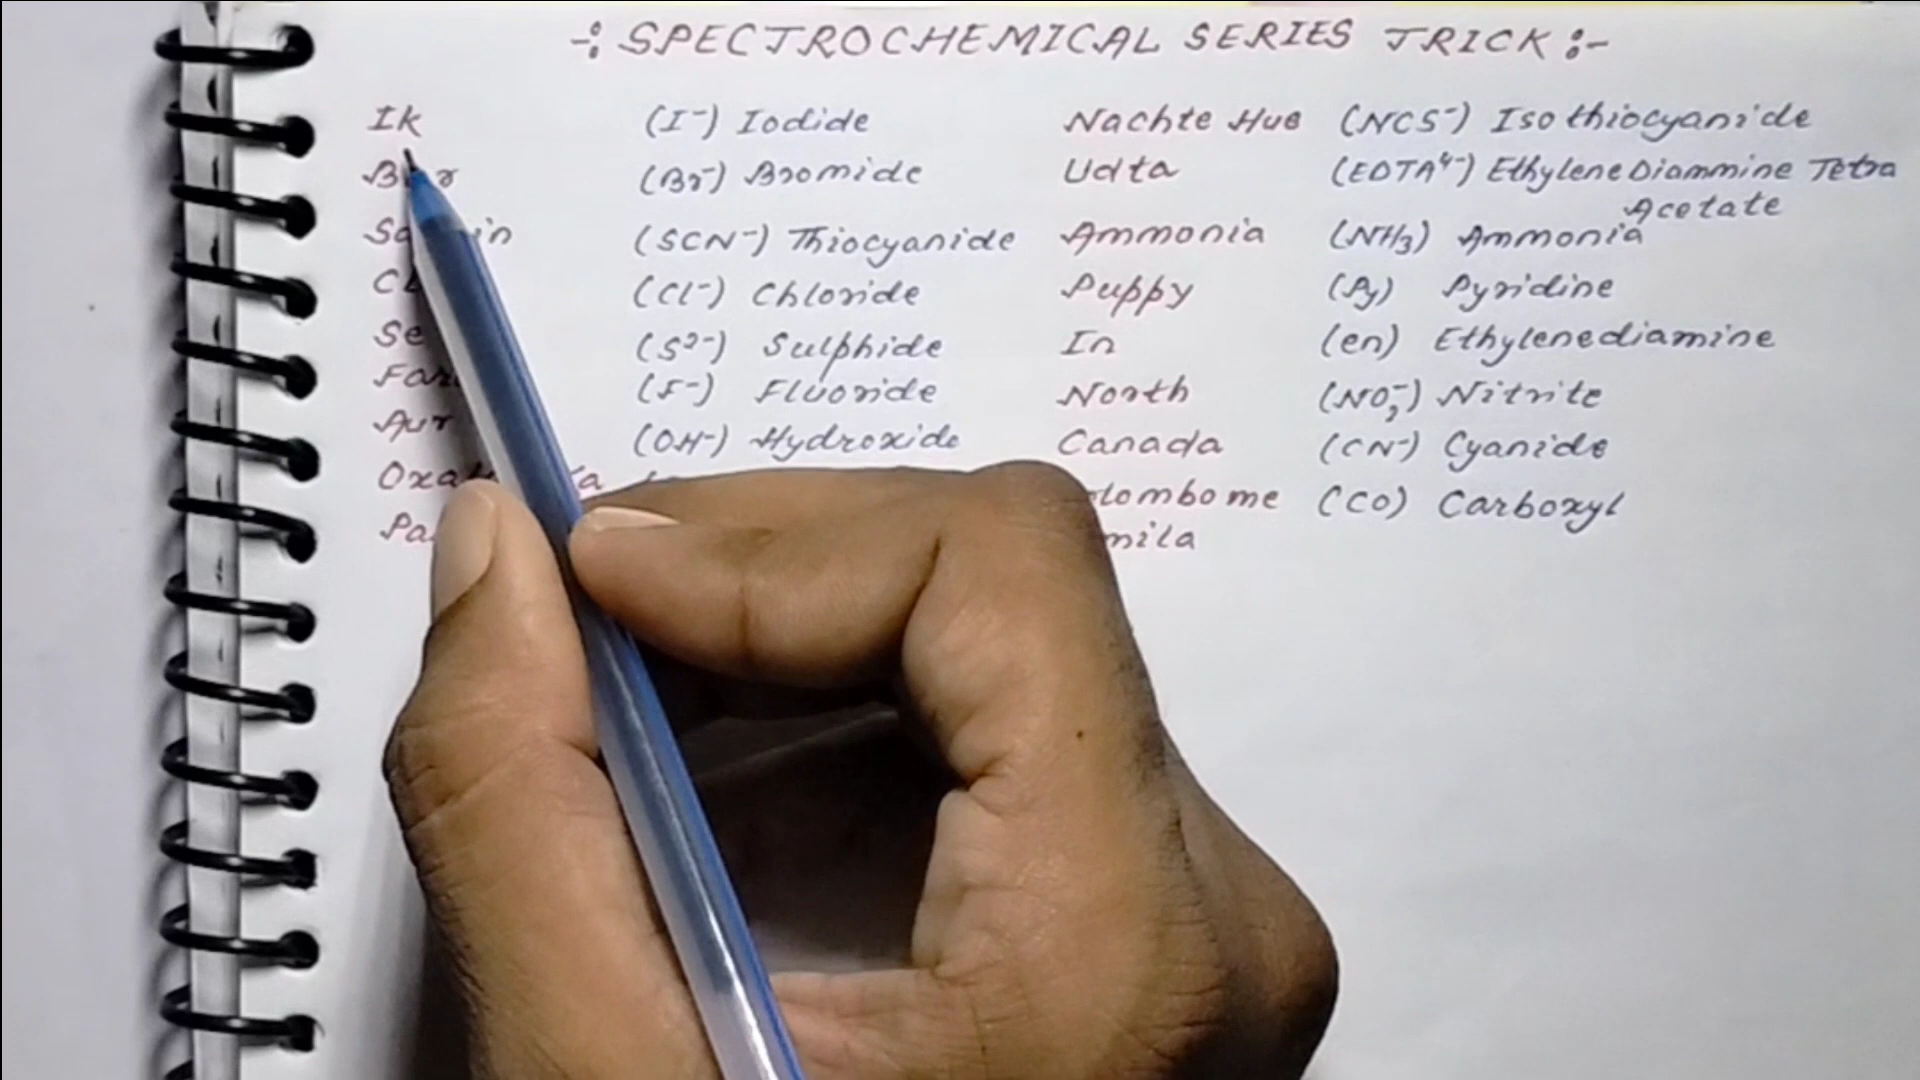 -: SPECTROCHEMICAL SERIES TRICK :-
Ik (I⁻) Iodide
(Br⁻) Bromide
(SCN⁻) Thiocyanide
(Cl⁻) Chloride
(S²⁻) Sulphide
(F⁻) Fluoride
Aur (OH⁻) Hydroxide
Nachte Hue (NCS⁻) Isothiocyanide
Udta (EDTA⁴⁻) Ethylene Diammine Tetra
Acetate
Ammonia (NH₃) Ammonia
Puppy (Py) Pyridine
In (en) Ethylenediamine
North (NO₂⁻) Nitrite
Canada (CN⁻) Cyanide
me (CO) Carboxyl